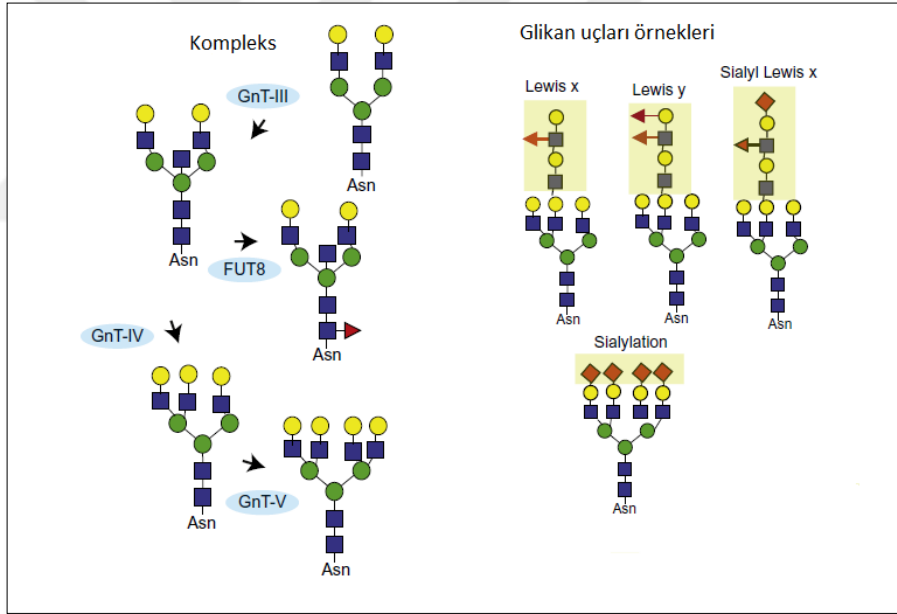 Kompleks
GnT-III
Asn
Asn
FUT8
Asn
GnT-IV
Asn
GnT-V
Asn
Glikan uçları örnekleri
Lewis x
Lewis y
Sialyl Lewis x
Asn
Asn
Asn
Sialylation
Asn